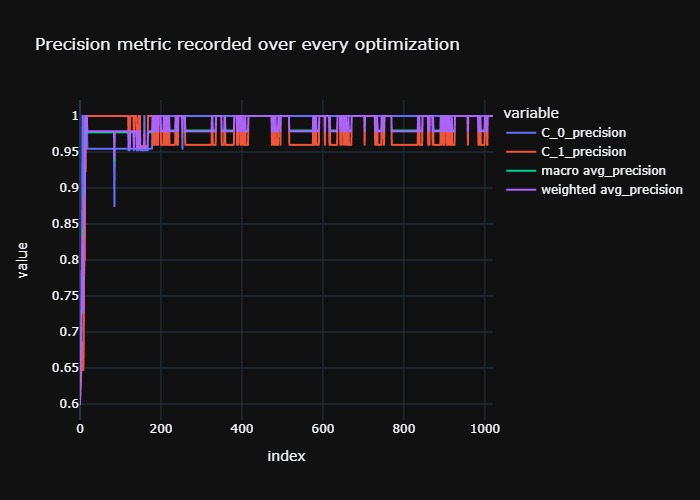 Precision metric recorded over every optimization
variable
C_0_precision
C_1_precision
macro avg_precision
weighted avg_precision
1
0.95
0.9
0.85
0.8
0.75
0.7
0.65
0.6
value
0
200
400
600
800
1000
index